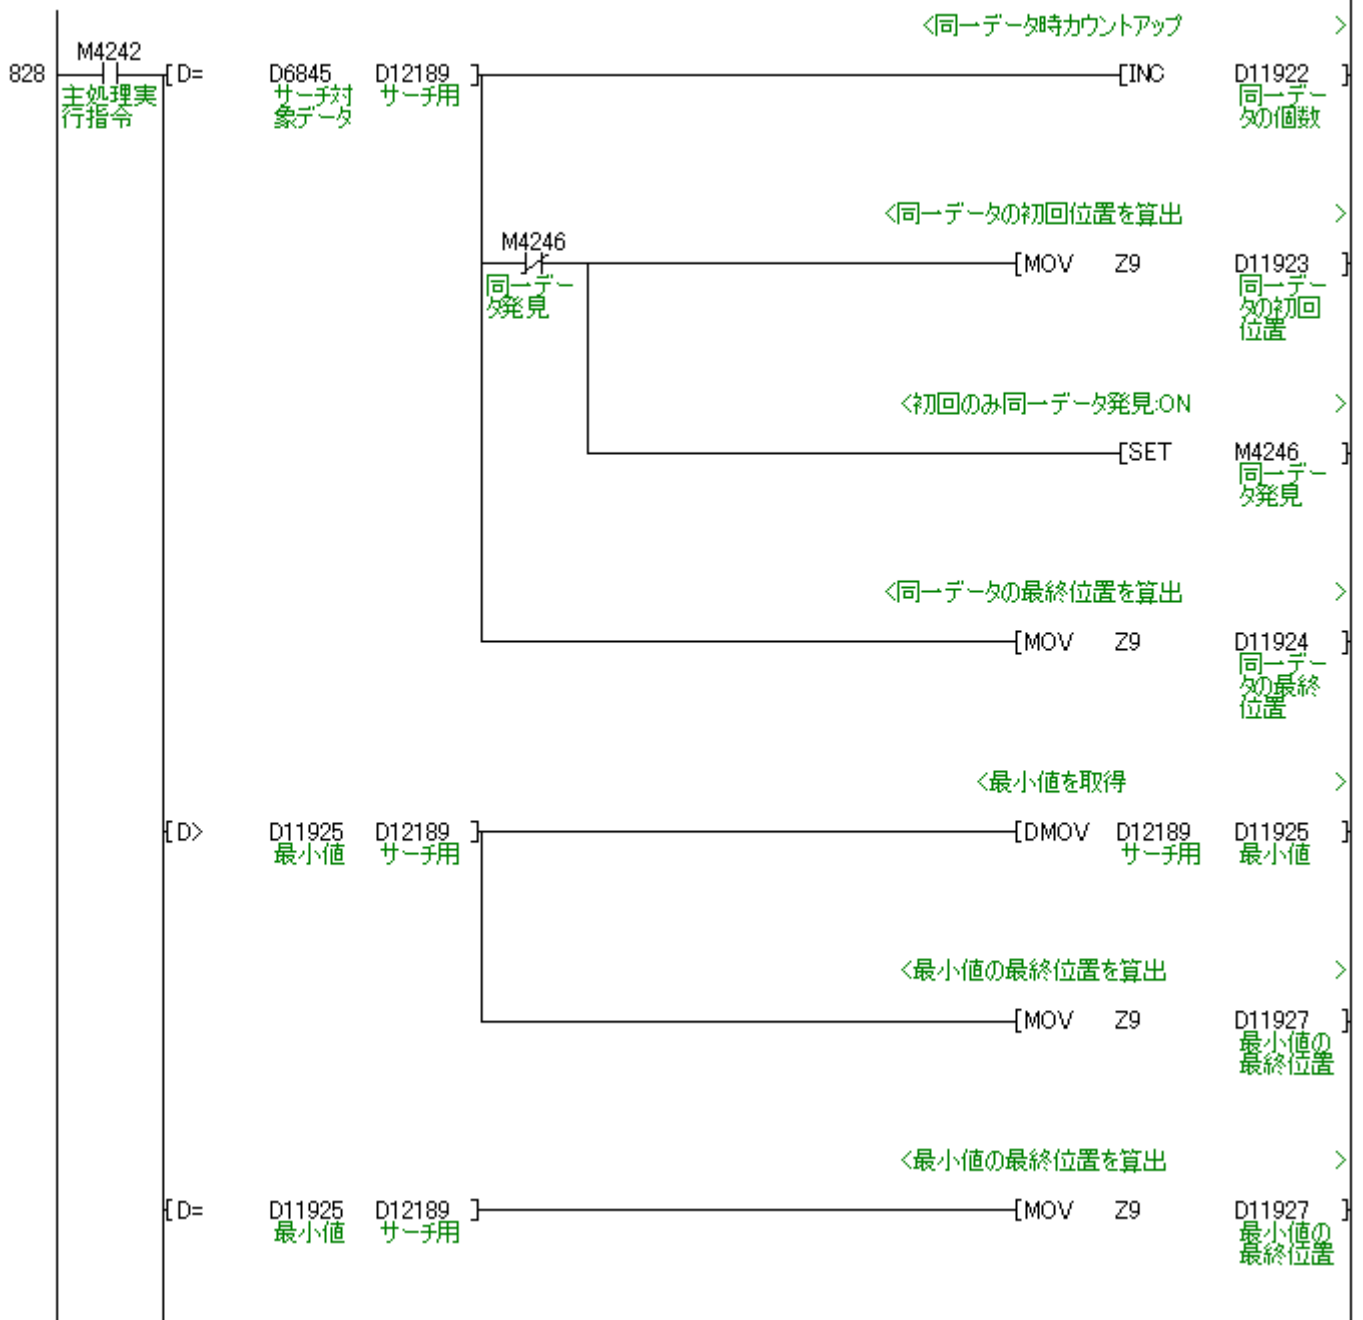 <同一データ時カウントアップ >
M4242
828 [D= D6845 D12189 ] [INC D11922 ]
主処理実 サーチ対 サーチ用 同一デー
行指令 象データ タの個数
<同一データの初回位置を算出 >
M4246
[MOV Z9 D11923 ]
同一デー 同一デー
タ発見 タの初回
位置
<初回のみ同一データ発見:ON >
[SET M4246 ]
同一デー
タ発見
<同一データの最終位置を算出 >
[MOV Z9 D11924 ]
同一デー
タの最終
位置
<最小値を取得 >
[D> D11925 D12189 ] [DMOV D12189 D11925 ]
最小値 サーチ用 サーチ用 最小値
<最小値の最終位置を算出 >
[MOV Z9 D11927 ]
最小値の
最終位置
<最小値の最終位置を算出 >
[D= D11925 D12189 ] [MOV Z9 D11927 ]
最小値 サーチ用 最小値の
最終位置